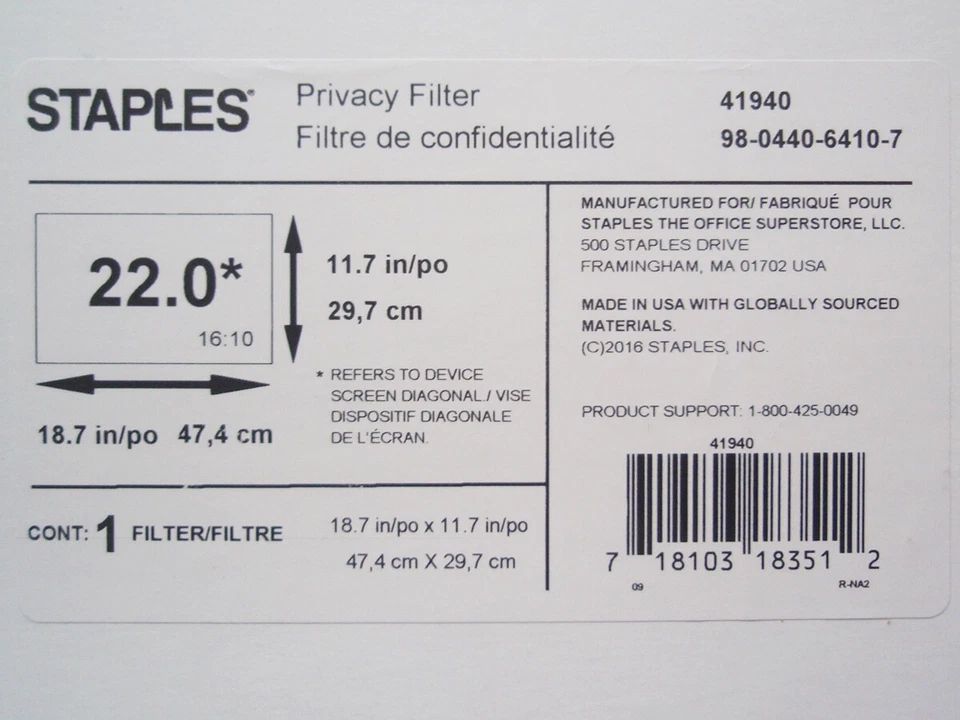 STAPLES®
Privacy Filter
Filtre de confidentialité
41940
98-0440-6410-7
22.0*
16:10
11.7 in/po
29,7 cm
18.7 in/po 47,4 cm
* REFERS TO DEVICE
SCREEN DIAGONAL./ VISE
DISPOSITIF DIAGONALE
DE L'ÉCRAN.
CONT: 1 FILTER/FILTRE
18.7 in/po x 11.7 in/po
47,4 cm X 29,7 cm
MANUFACTURED FOR/ FABRIQUÉ POUR
STAPLES THE OFFICE SUPERSTORE, LLC.
500 STAPLES DRIVE
FRAMINGHAM, MA 01702 USA
MADE IN USA WITH GLOBALLY SOURCED
MATERIALS.
(C)2016 STAPLES, INC.
PRODUCT SUPPORT: 1-800-425-0049
41940
7 18103 18351 2
09 R-NA2